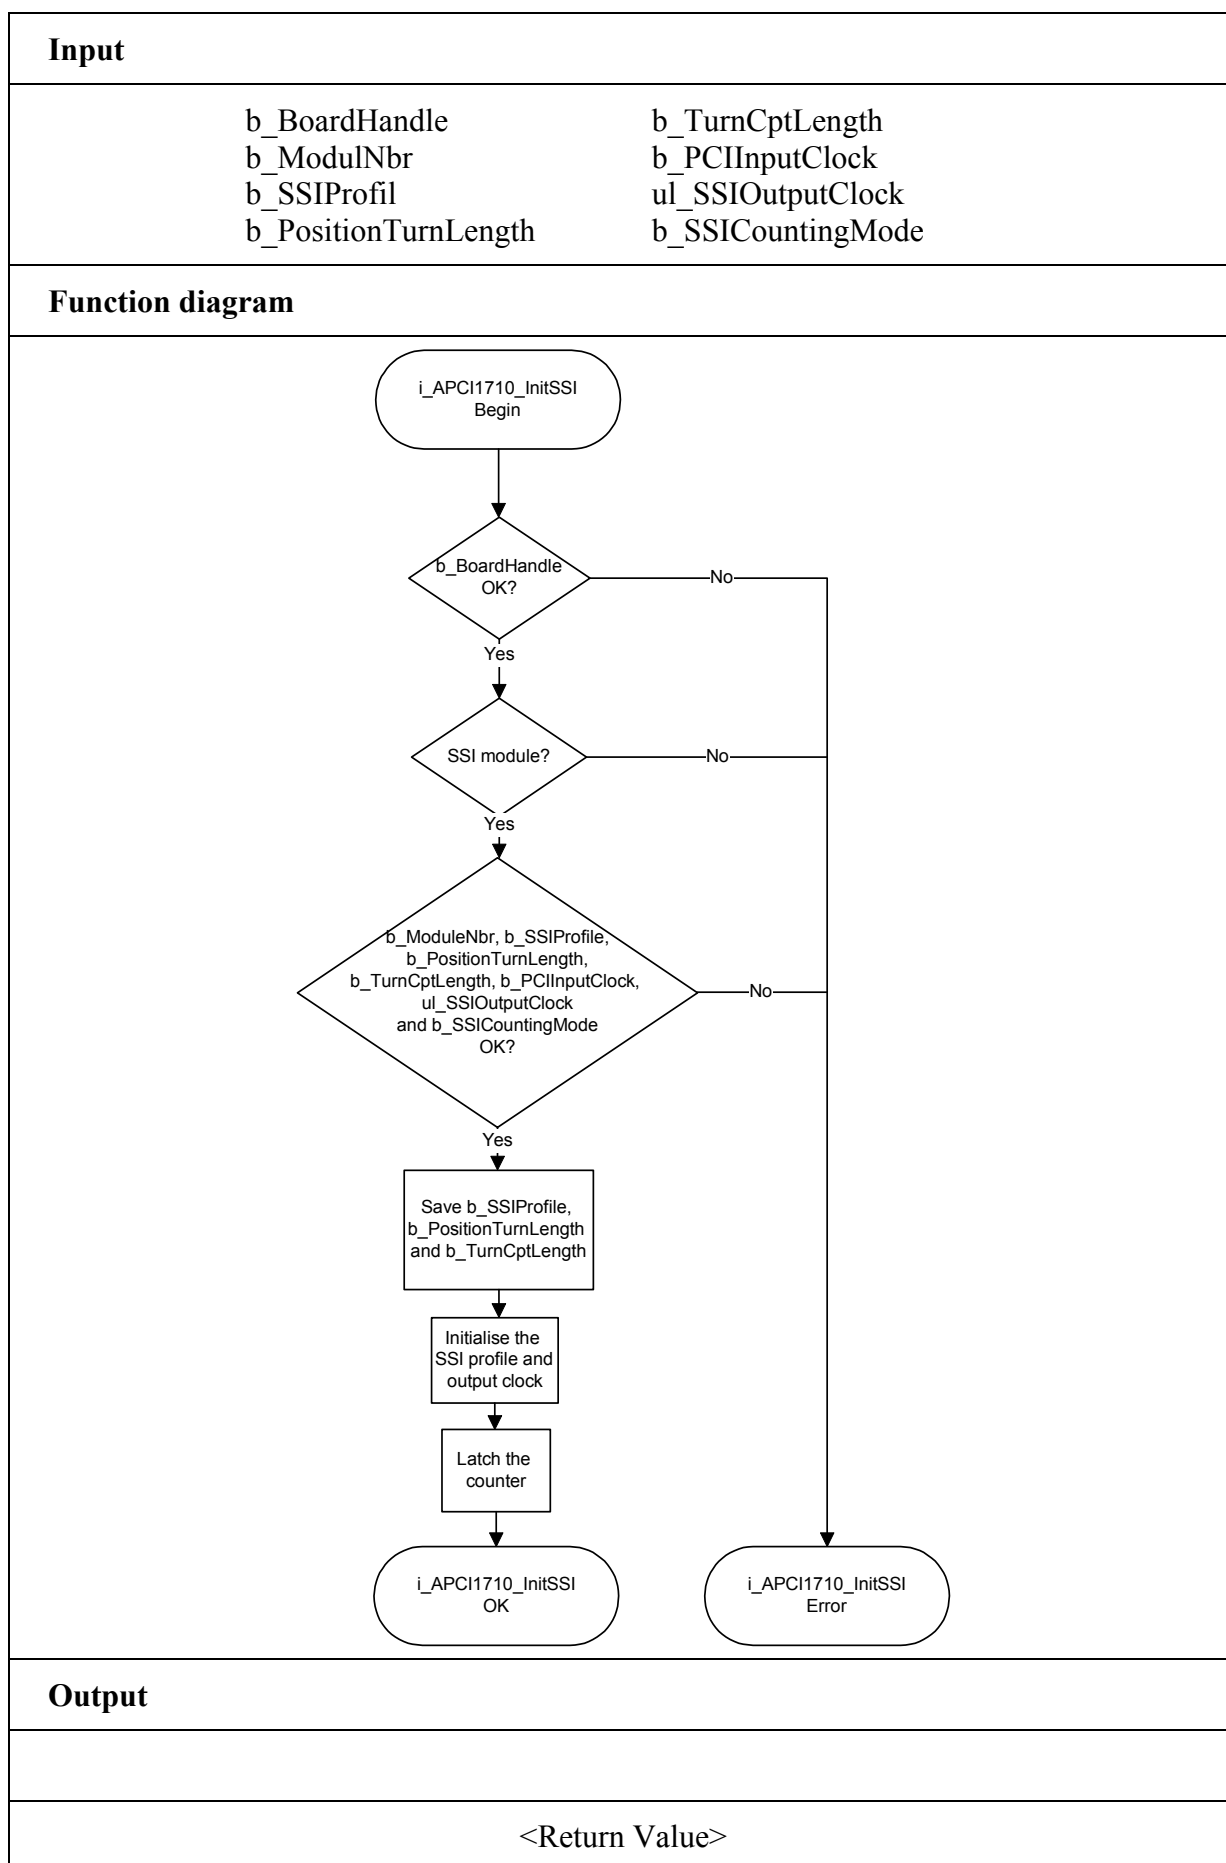 Input
b_BoardHandle b_TurnCptLength
b_ModulNbr b_PCIInputClock
b_SSIProfil ul_SSIOutputClock
b_PositionTurnLength b_SSICountingMode
Function diagram
i_APCI1710_InitSSI
Begin
b_BoardHandle
OK?
No
Yes
SSI module?
No
Yes
b_ModuleNbr, b_SSIProfile,
b_PositionTurnLength,
b_TurnCptLength, b_PCIInputClock,
ul_SSIOutputClock
and b_SSICountingMode
OK?
No
Yes
Save b_SSIProfile,
b_PositionTurnLength
and b_TurnCptLength
Initialise the
SSI profile and
output clock
Latch the
counter
i_APCI1710_InitSSI
OK
i_APCI1710_InitSSI
Error
Output
<Return Value>